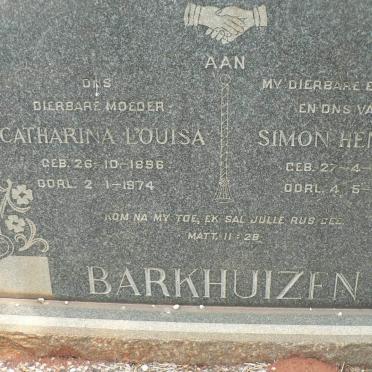 AAN
ONS
DIERBARE MOEDER
CATHARINA LOUISA
GEB. 26-10-1896
OORL. 2-1-1974
MY DIERBARE
EN ONS VA
SIMON HEN
GEB. 27-4-
OORL. 4-5-
KOM NA MY TOE, EK SAL JULLE RUS GEE
MATT. 11:28
BARKHUIZEN